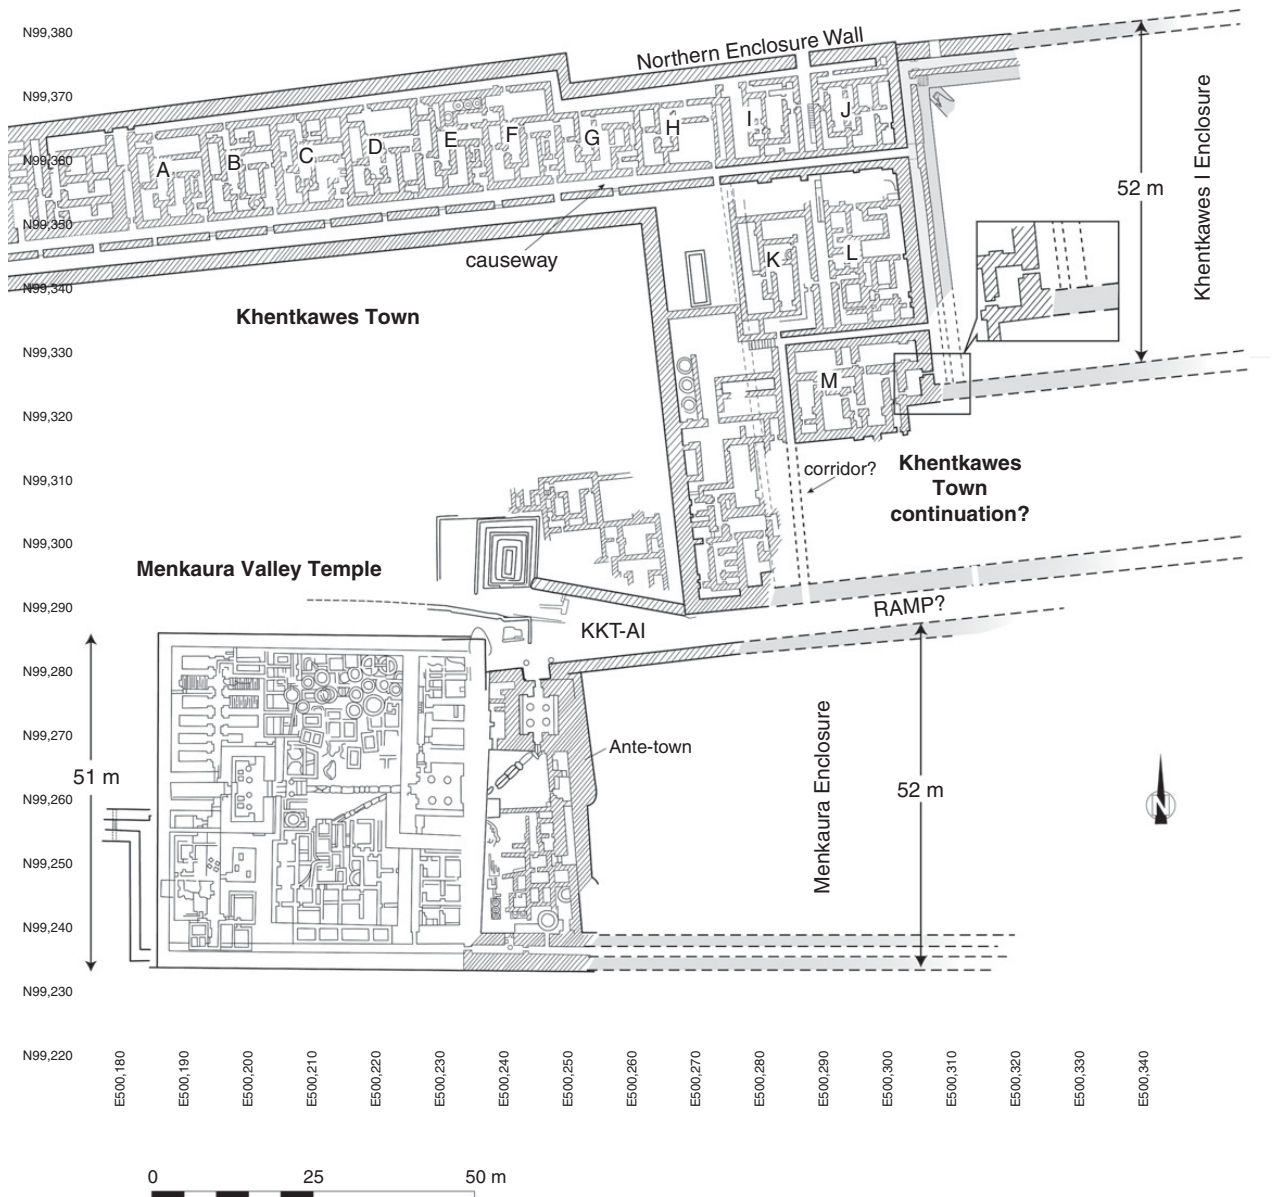 N99,380
N99,370
N99,360
N99,350
N99,340
N99,330
N99,320
N99,310
N99,300
N99,290
N99,280
N99,270
N99,260
N99,250
N99,240
N99,230
N99,220
Northern Enclosure Wall
A
B
C
D
E
F
G
H
I
J
K
L
M
causeway
Khentkawes Town
52 m
Khentkawes I Enclosure
corridor?
Khentkawes
Town
continuation?
Menkaura Valley Temple
KKT-AI
RAMP?
51 m
Ante-town
Menkaura Enclosure
52 m
N
E500,180
E500,190
E500,200
E500,210
E500,220
E500,230
E500,240
E500,250
E500,260
E500,270
E500,280
E500,290
E500,300
E500,310
E500,320
E500,330
E500,340
0 25 50 m